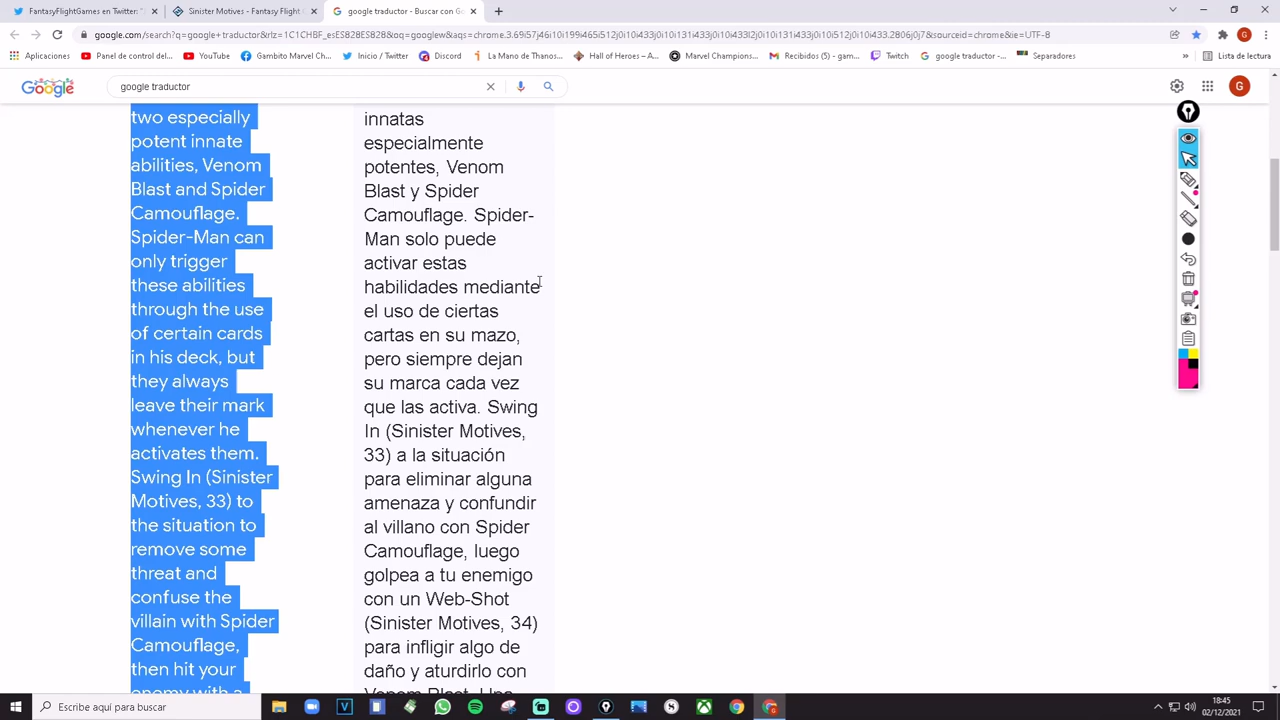 FantasyFlightGames en Twitter: "
Sinister Motives - Fantasy Flight G
google traductor - Buscar con Go
google.com/search?q=google+traductor&rlz=1C1CHBF_esES828ES828&oq=googlew&aqs=chrome.3.69i57j46i10i199i465i512j0i10i433j0i10i131i433j0i10i433l2j0i10i131i433j0i10i512.2806j0j7&sourceid=chrome&ie=UTF-8
Aplicaciones
Panel de control del...
YouTube
Gambito Marvel Ch...
Inicio / Twitter
Discord
La Mano de Thanos...
Hall of Heroes – A...
Marvel Champions...
Recibidos (5) - gam...
Twitch
google traductor -...
Separadores
Lista de lectura
Google
google traductor
G
two especially
potent innate
abilities, Venom
Blast and Spider
Camouflage.
Spider-Man can
only trigger
these abilities
through the use
of certain cards
in his deck, but
they always
leave their mark
whenever he
activates them.
Swing In (Sinister
Motives, 33) to
the situation to
remove some
threat and
confuse the
villain with Spider
Camouflage,
then hit your
enemy with a
innatas
especialmente
potentes, Venom
Blast y Spider
Camouflage. Spider-
Man solo puede
activar estas
habilidades mediante
el uso de ciertas
cartas en su mazo,
pero siempre dejan
su marca cada vez
que las activa. Swing
In (Sinister Motives,
33) a la situación
para eliminar alguna
amenaza y confundir
al villano con Spider
Camouflage, luego
golpea a tu enemigo
con un Web-Shot
(Sinister Motives, 34)
para infligir algo de
daño y aturdirlo con
Venom Blast. Una
Escribe aquí para buscar
18:45
02/12/2021